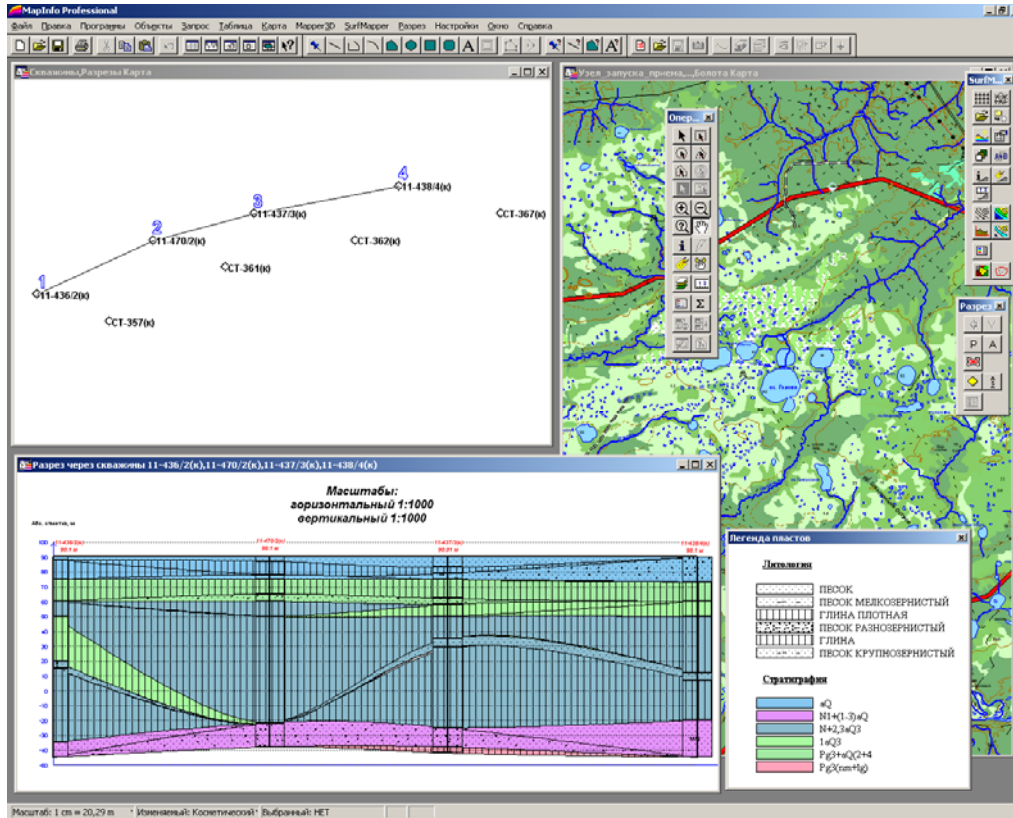 MapInfo Professional
Файл Правка Программы Объекты Запрос Таблица Карта Mapper3D SurfMapper Разрез Настройки Окно Справка
Скважины,Разрезы Карта
1
11-436/2(к)
2
11-470/2(к)
3
11-437/3(к)
4
11-438/4(к)
СТ-357(к)
СТ-361(к)
СТ-362(к)
СТ-367(к)
Узел_запуска_приема,...,Болота Карта
Опер...
SurfM...
Разрез
Разрез через скважины 11-436/2(к),11-470/2(к),11-437/3(к),11-438/4(к)
Масштабы:
горизонтальный 1:1000
вертикальный 1:1000
100
90
80
70
60
50
40
30
20
10
0
-10
-20
-30
-40
-50
Легенда пластов
Литология
ПЕСОК
ПЕСОК МЕЛКОЗЕРНИСТЫЙ
ГЛИНА ПЛОТНАЯ
ПЕСОК РАЗНОЗЕРНИСТЫЙ
ГЛИНА
ПЕСОК КРУПНОЗЕРНИСТЫЙ
Стратиграфия
aQ
N1+(1-3)aQ
N+2,3aQ3
1aQ3
Pg3+aQ(2+4
Pg3(nm+lg)
Масштаб: 1 cm = 20,29 m
Изменяемый: Косметический
Выбранный: НЕТ